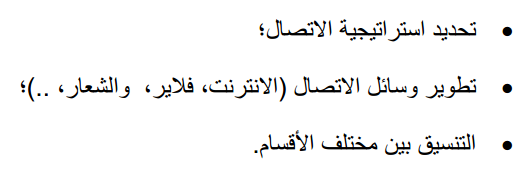 • تحديد استراتيجية الاتصال؛
• تطوير وسائل الاتصال (الانترنت، فلاير، والشعار، ..)؛
• التنسيق بين مختلف الأقسام.